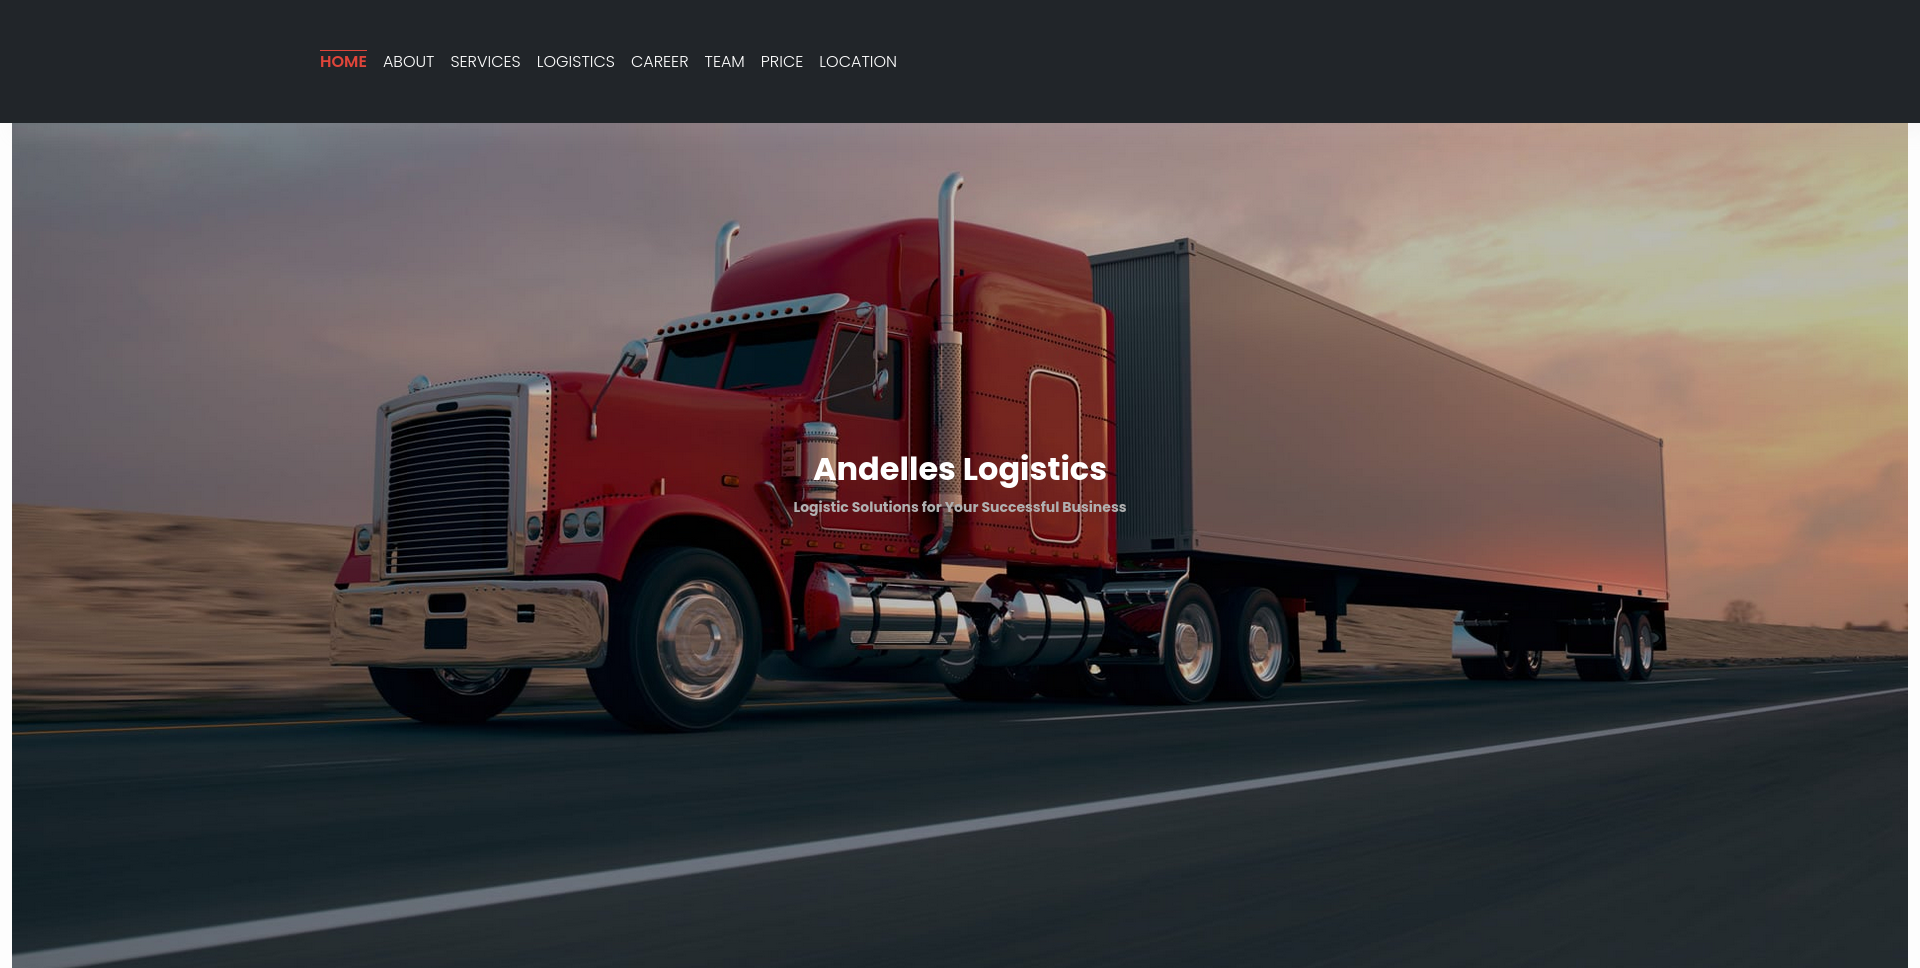 HOME ABOUT SERVICES LOGISTICS CAREER TEAM PRICE LOCATION
Andelles Logistics
Logistic Solutions for Your Successful Business